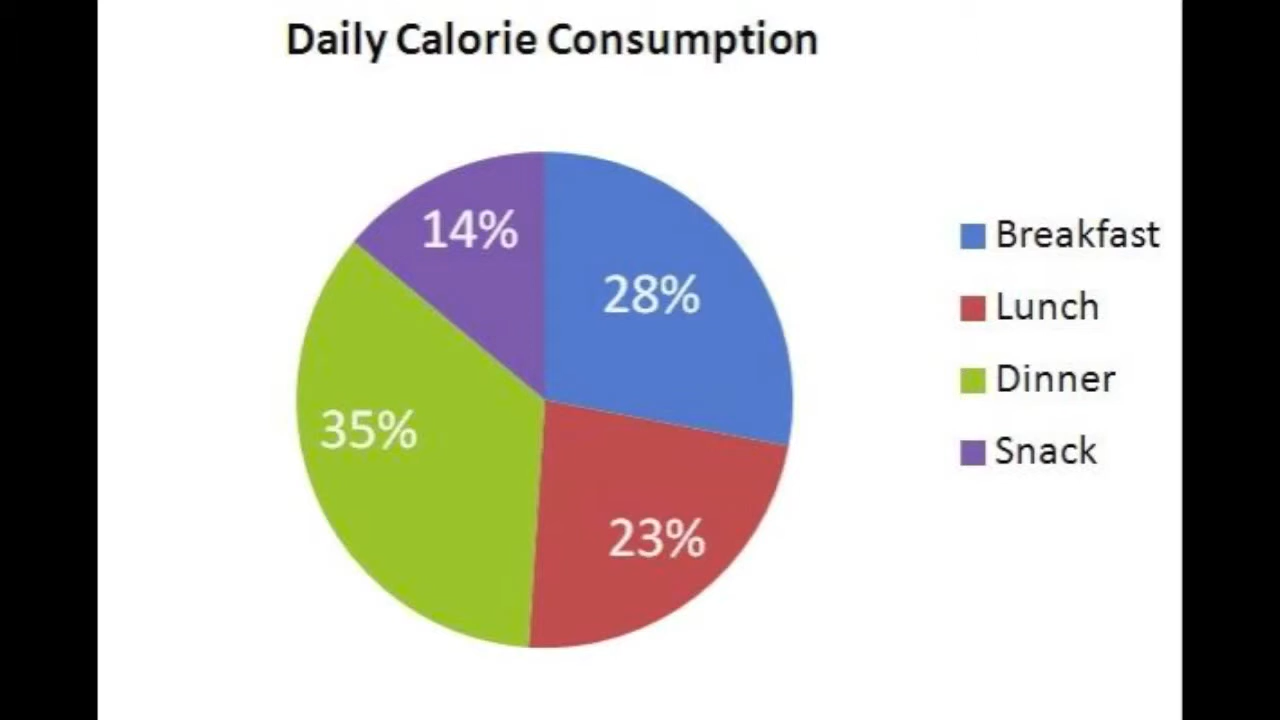 Daily Calorie Consumption
14%
28%
35%
23%
Breakfast
Lunch
Dinner
Snack